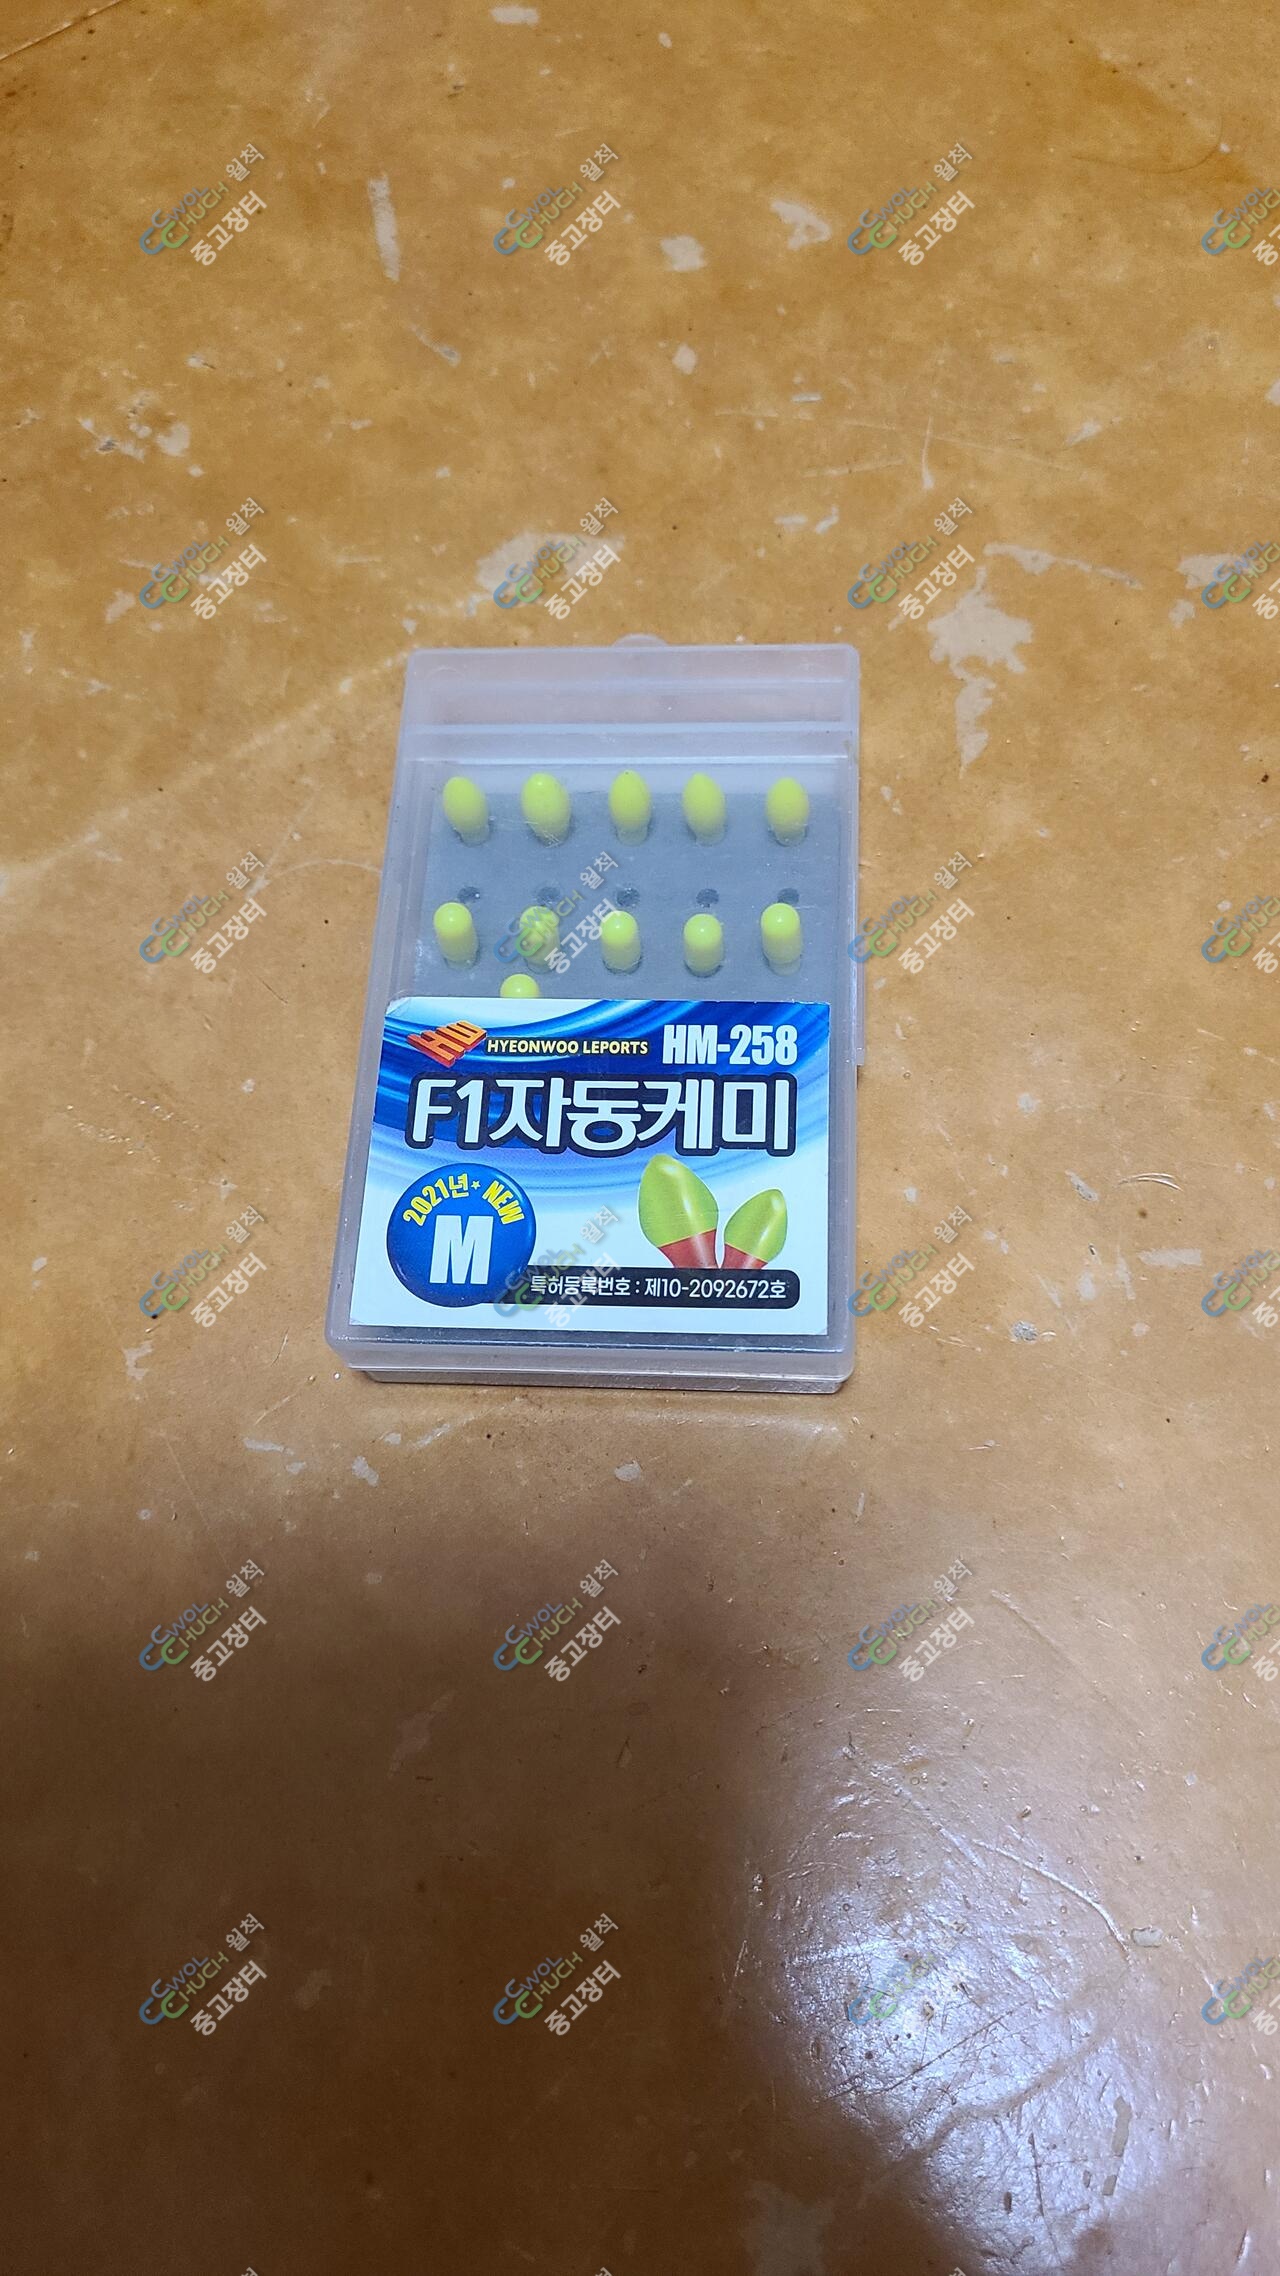 HW HYEONWOO LEPORTS HM-258
F1자동케미
2021년★NEW
M
특허등록번호 : 제10-2092672호
WOLCHUCK 월척
중고장터